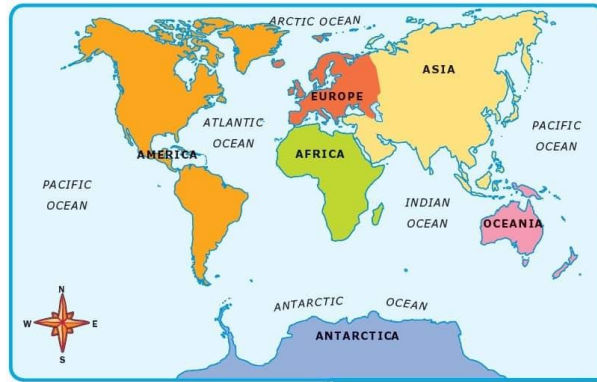 ARCTIC OCEAN
ASIA
EUROPE
ATLANTIC
OCEAN
PACIFIC
OCEAN
AMERICA
AFRICA
PACIFIC
OCEAN
INDIAN
OCEAN
OCEANIA
N
W E
S
ANTARCTIC OCEAN
ANTARCTICA